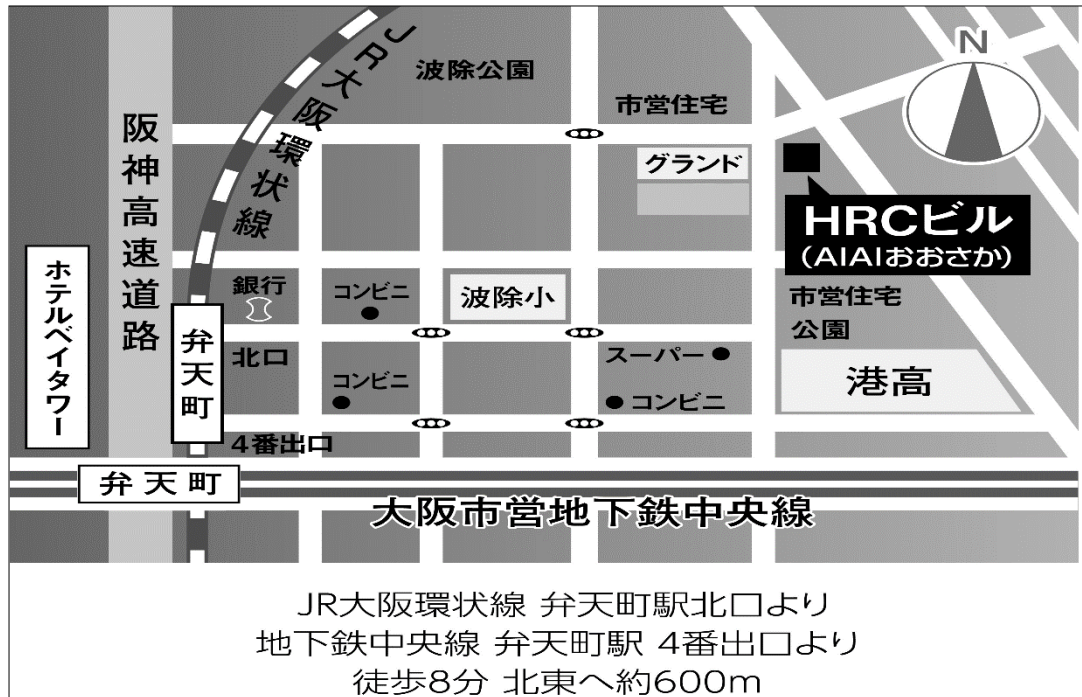 N
JR大阪環状線
波除公園
市営住宅
阪神高速道路
グランド
HRCビル
(AIAIおおさか)
ホテルベイタワー
銀行
コンビニ
波除小
市営住宅
公園
弁天町
北口
コンビニ
スーパー
コンビニ
港高
4番出口
弁天町
大阪市営地下鉄中央線
JR大阪環状線 弁天町駅北口より
地下鉄中央線 弁天町駅 4番出口より
徒歩8分 北東へ約600m